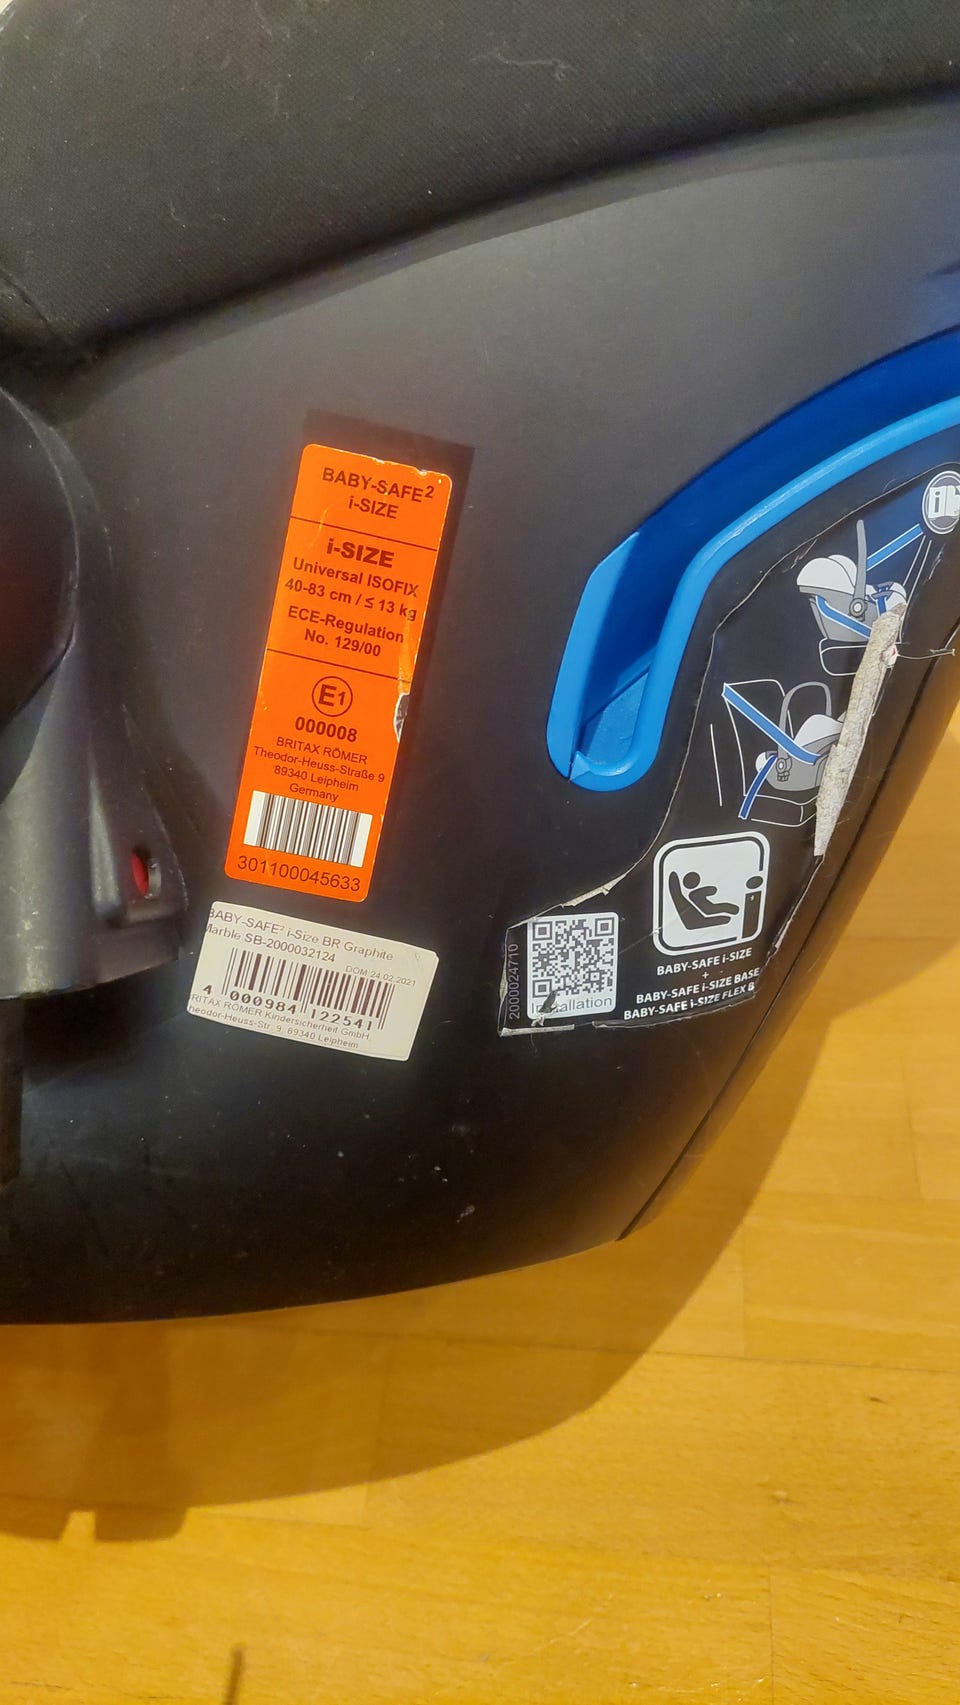 BABY-SAFE²
i-SIZE
i-SIZE
Universal ISOFIX
40-83 cm / ≤ 13 kg
ECE-Regulation
No. 129/00
E1
000008
BRITAX RÖMER
Theodor-Heuss-Straße 9
89340 Leipheim
Germany
301100045633
BABY-SAFE² i-Size BR Graphite
Marble SB-2000032124
DOM 24.02.2021
4 000984 122541
BRITAX RÖMER Kindersicherheit GmbH
Theodor-Heuss-Str. 9, 89340 Leipheim
2000024710
BABY-SAFE i-SIZE
+
BABY-SAFE i-SIZE BASE
BABY-SAFE i-SIZE FLEX B